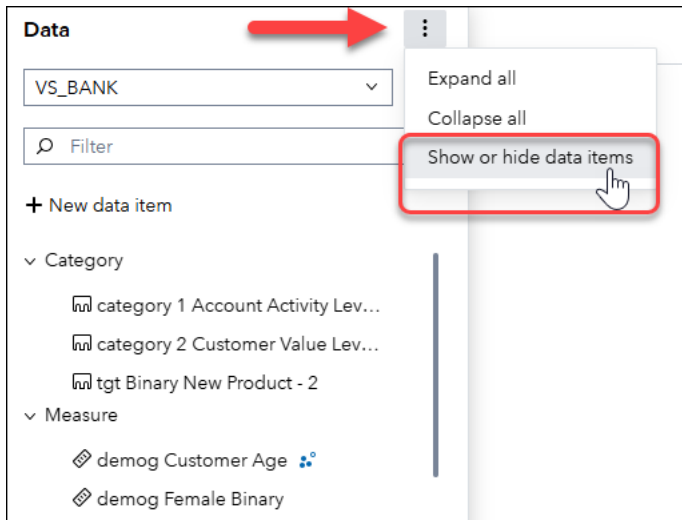 Data
VS_BANK
Expand all
Collapse all
Filter
Show or hide data items
+ New data item
Category
category 1 Account Activity Lev...
category 2 Customer Value Lev...
tgt Binary New Product - 2
Measure
demog Customer Age
demog Female Binary